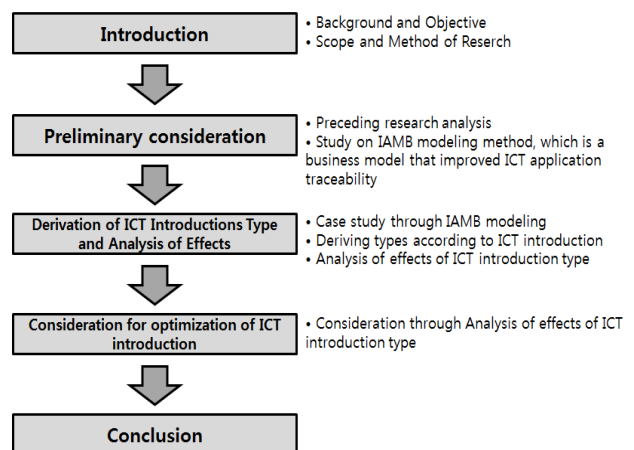 Introduction
• Background and Objective
• Scope and Method of Reserch
Preliminary consideration
• Preceding research analysis
• Study on IAMB modeling method, which is a
business model that improved ICT application
traceability
Derivation of ICT Introductions Type
and Analysis of Effects
• Case study through IAMB modeling
• Deriving types according to ICT introduction
• Analysis of effects of ICT introduction type
Consideration for optimization of ICT
introduction
• Consideration through Analysis of effects of ICT
introduction type
Conclusion